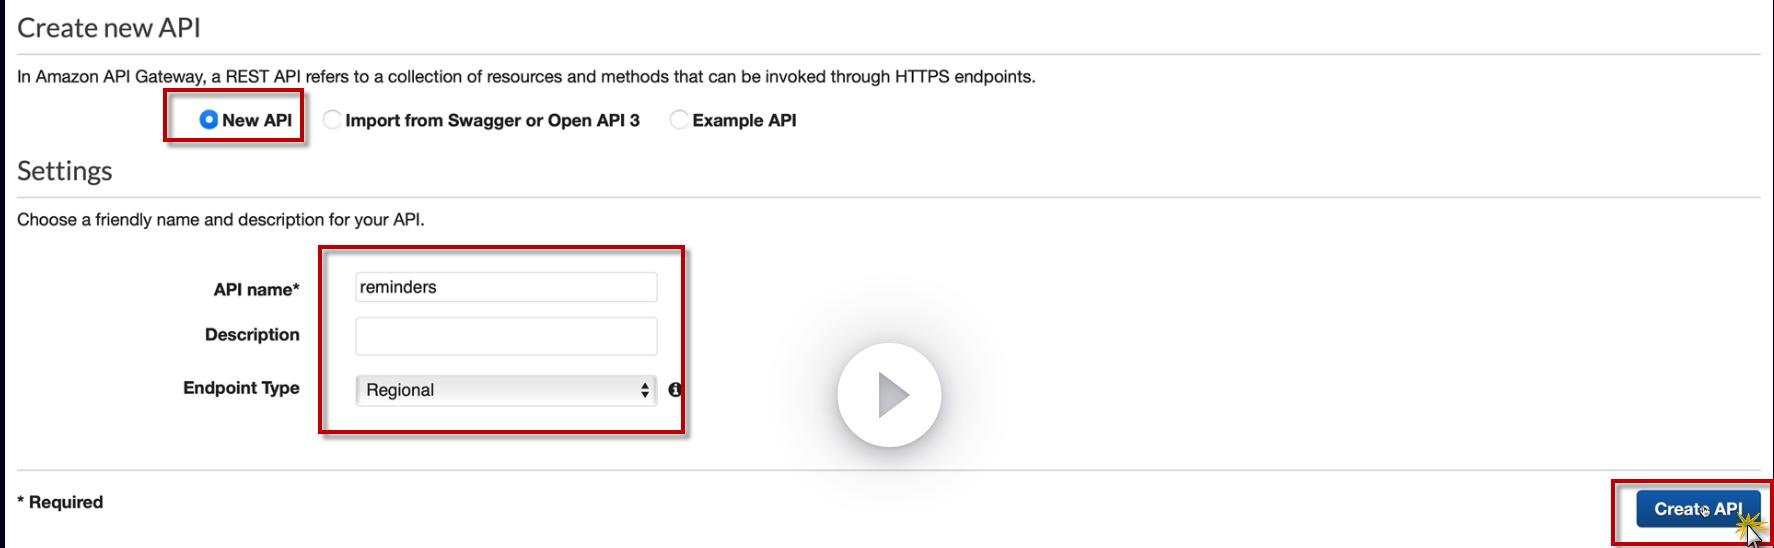 Create new API
In Amazon API Gateway, a REST API refers to a collection of resources and methods that can be invoked through HTTPS endpoints.
New API Import from Swagger or Open API 3 Example API
Settings
Choose a friendly name and description for your API.
API name* reminders
Description
Endpoint Type Regional
* Required
Create API